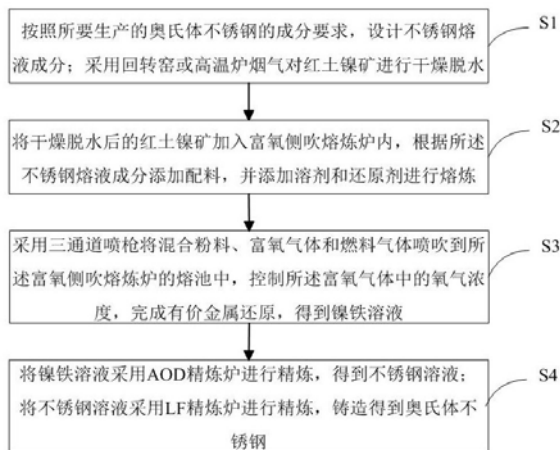 按照所要生产的奥氏体不锈钢的成分要求，设计不锈钢熔
液成分；采用回转窑或高温炉烟气对红土镍矿进行干燥脱水
S1
将干燥脱水后的红土镍矿加入富氧侧吹熔炼炉内，根据所述
不锈钢熔液成分添加配料，并添加溶剂和还原剂进行熔炼
S2
采用三通道喷枪将混合粉料、富氧气体和燃料气体喷吹到所
述富氧侧吹熔炼炉的熔池中，控制所述富氧气体中的氧气浓
度，完成有价金属还原，得到镍铁溶液
S3
将镍铁溶液采用AOD精炼炉进行精炼，得到不锈钢溶液；
将不锈钢溶液采用LF精炼炉进行精炼，铸造得到奥氏体不
锈钢
S4